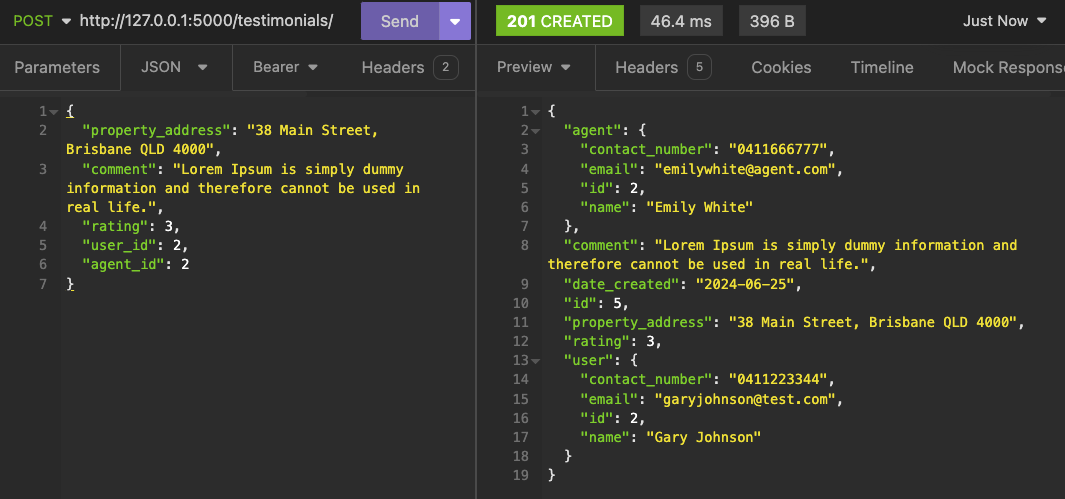 POST http://127.0.0.1:5000/testimonials/ Send
Parameters JSON Bearer Headers 2
1 {
2 "property_address": "38 Main Street,
Brisbane QLD 4000",
3 "comment": "Lorem Ipsum is simply dummy
information and therefore cannot be used in
real life.",
4 "rating": 3,
5 "user_id": 2,
6 "agent_id": 2
7 }
201 CREATED 46.4 ms 396 B Just Now
Preview Headers 5 Cookies Timeline Mock Respons
1 {
2 "agent": {
3 "contact_number": "0411666777",
4 "email": "emilywhite@agent.com",
5 "id": 2,
6 "name": "Emily White"
7 },
8 "comment": "Lorem Ipsum is simply dummy information and
therefore cannot be used in real life.",
9 "date_created": "2024-06-25",
10 "id": 5,
11 "property_address": "38 Main Street, Brisbane QLD 4000",
12 "rating": 3,
13 "user": {
14 "contact_number": "0411223344",
15 "email": "garyjohnson@test.com",
16 "id": 2,
17 "name": "Gary Johnson"
18 }
19 }